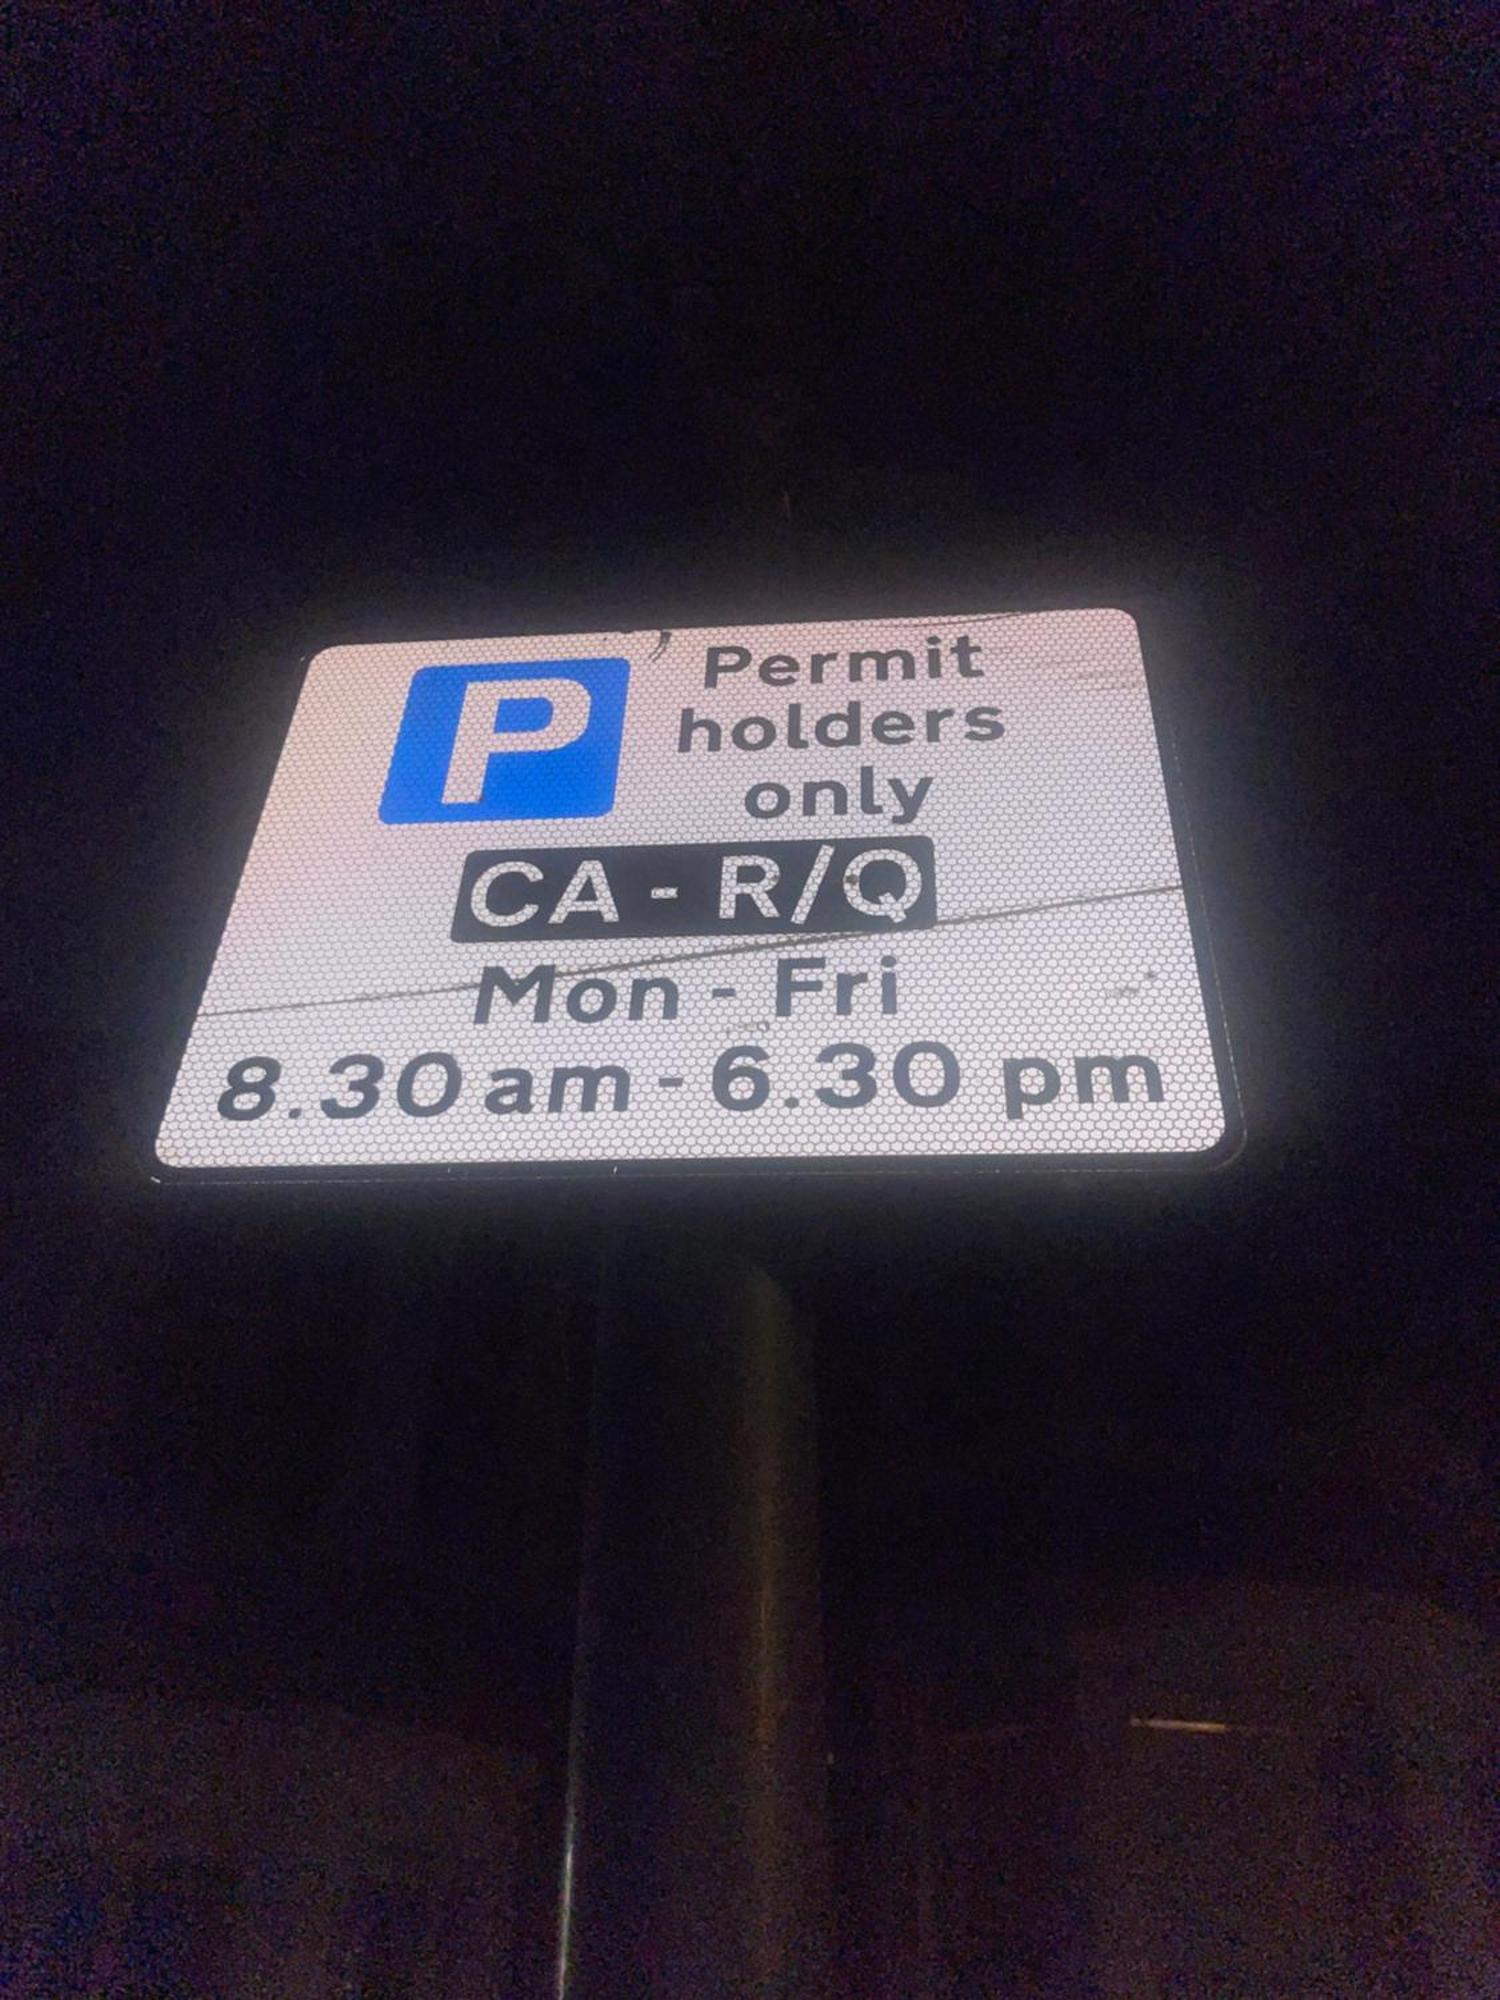 P
Permit
holders
only
CA - R/Q
Mon - Fri
8.30 am - 6.30 pm